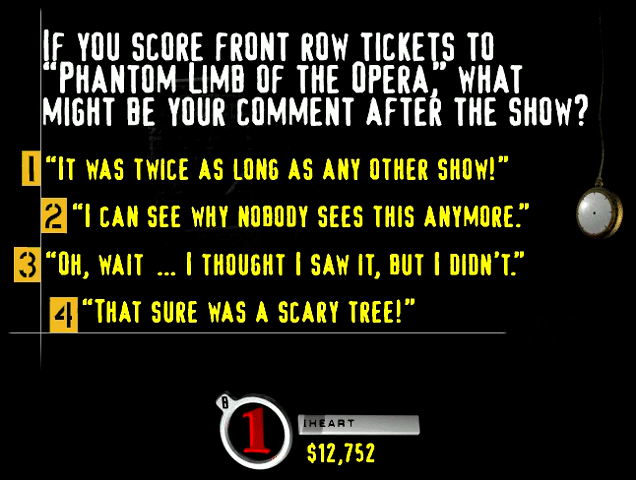 If you score front row tickets to
“Phantom Limb of the Opera,” what
might be your comment after the show?
1 “It was twice as long as any other show!”
2 “I can see why nobody sees this anymore.”
3 “Oh, wait ... I thought I saw it, but I didn't.”
4 “That sure was a scary tree!”
1 IHEART
$12,752